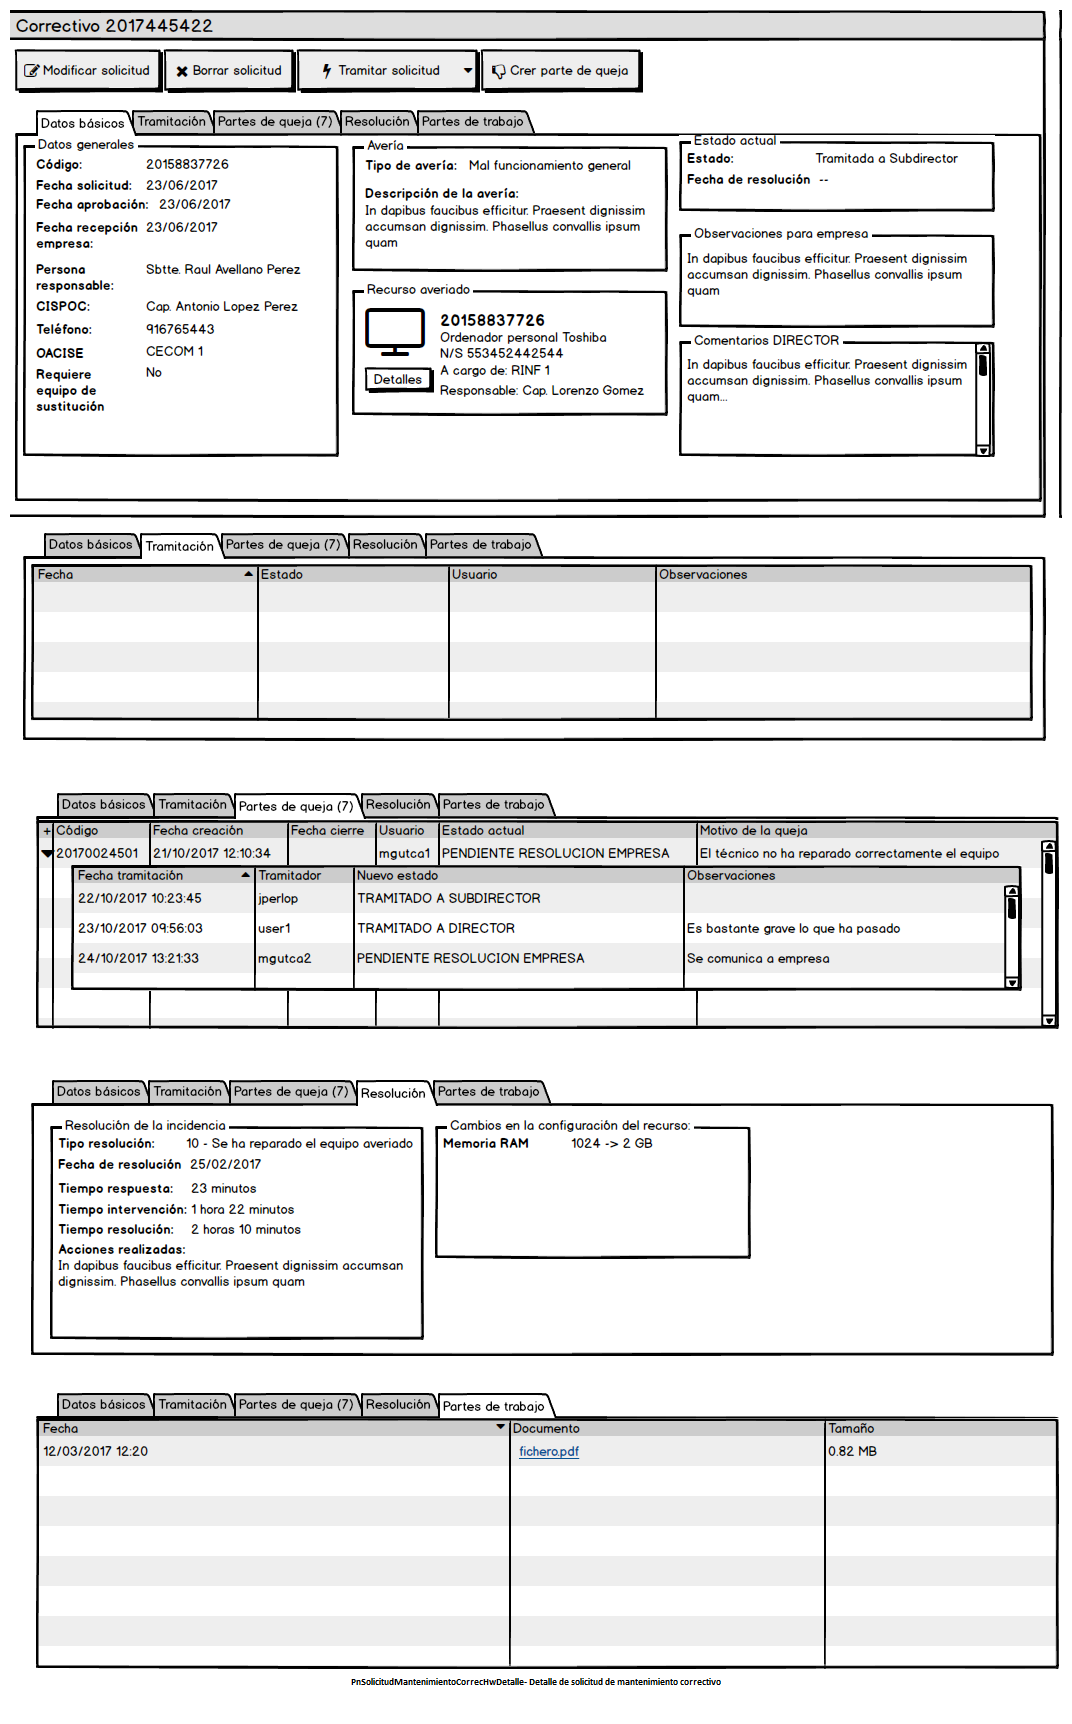 Correctivo 2017445422
Modificar solicitud
Borrar solicitud
Tramitar solicitud
Crer parte de queja
Datos básicos
Tramitación
Partes de queja (7)
Resolución
Partes de trabajo
Datos generales
Código: 20158837726
Fecha solicitud: 23/06/2017
Fecha aprobación: 23/06/2017
Fecha recepción empresa: 23/06/2017
Persona responsable: Sbtte. Raul Avellano Perez
CISPOC: Cap. Antonio Lopez Perez
Teléfono: 916765443
OACISE CECOM 1
Requiere equipo de sustitución No
Avería
Tipo de avería: Mal funcionamiento general
Descripción de la avería:
In dapibus faucibus efficitur. Praesent dignissim
accumsan dignissim. Phasellus convallis ipsum
quam
Recurso averiado
20158837726
Ordenador personal Toshiba
N/S 553452442544
A cargo de: RINF 1
Detalles
Responsable: Cap. Lorenzo Gomez
Estado actual
Estado: Tramitada a Subdirector
Fecha de resolución --
Observaciones para empresa
In dapibus faucibus efficitur. Praesent dignissim
accumsan dignissim. Phasellus convallis ipsum
quam
Comentarios DIRECTOR
In dapibus faucibus efficitur. Praesent dignissim
accumsan dignissim. Phasellus convallis ipsum
quam...
Datos básicos
Tramitación
Partes de queja (7)
Resolución
Partes de trabajo
Fecha Estado Usuario Observaciones
Datos básicos
Tramitación
Partes de queja (7)
Resolución
Partes de trabajo
+ Código Fecha creación Fecha cierre Usuario Estado actual Motivo de la queja
20170024501 21/10/2017 12:10:34 mgutca1 PENDIENTE RESOLUCION EMPRESA El técnico no ha reparado correctamente el equipo
Fecha tramitación Tramitador Nuevo estado Observaciones
22/10/2017 10:23:45 jperlop TRAMITADO A SUBDIRECTOR
23/10/2017 09:56:03 user1 TRAMITADO A DIRECTOR Es bastante grave lo que ha pasado
24/10/2017 13:21:33 mgutca2 PENDIENTE RESOLUCION EMPRESA Se comunica a empresa
Datos básicos
Tramitación
Partes de queja (7)
Resolución
Partes de trabajo
Resolución de la incidencia
Tipo resolución: 10 - Se ha reparado el equipo averiado
Fecha de resolución 25/02/2017
Tiempo respuesta: 23 minutos
Tiempo intervención: 1 hora 22 minutos
Tiempo resolución: 2 horas 10 minutos
Acciones realizadas:
In dapibus faucibus efficitur. Praesent dignissim accumsan
dignissim. Phasellus convallis ipsum quam
Cambios en la configuración del recurso:
Memoria RAM 1024 -> 2 GB
Datos básicos
Tramitación
Partes de queja (7)
Resolución
Partes de trabajo
Fecha Documento Tamaño
12/03/2017 12:20 fichero.pdf 0.82 MB
PnSolicitudMantenimientoCorrecHwDetalle- Detalle de solicitud de mantenimiento correctivo